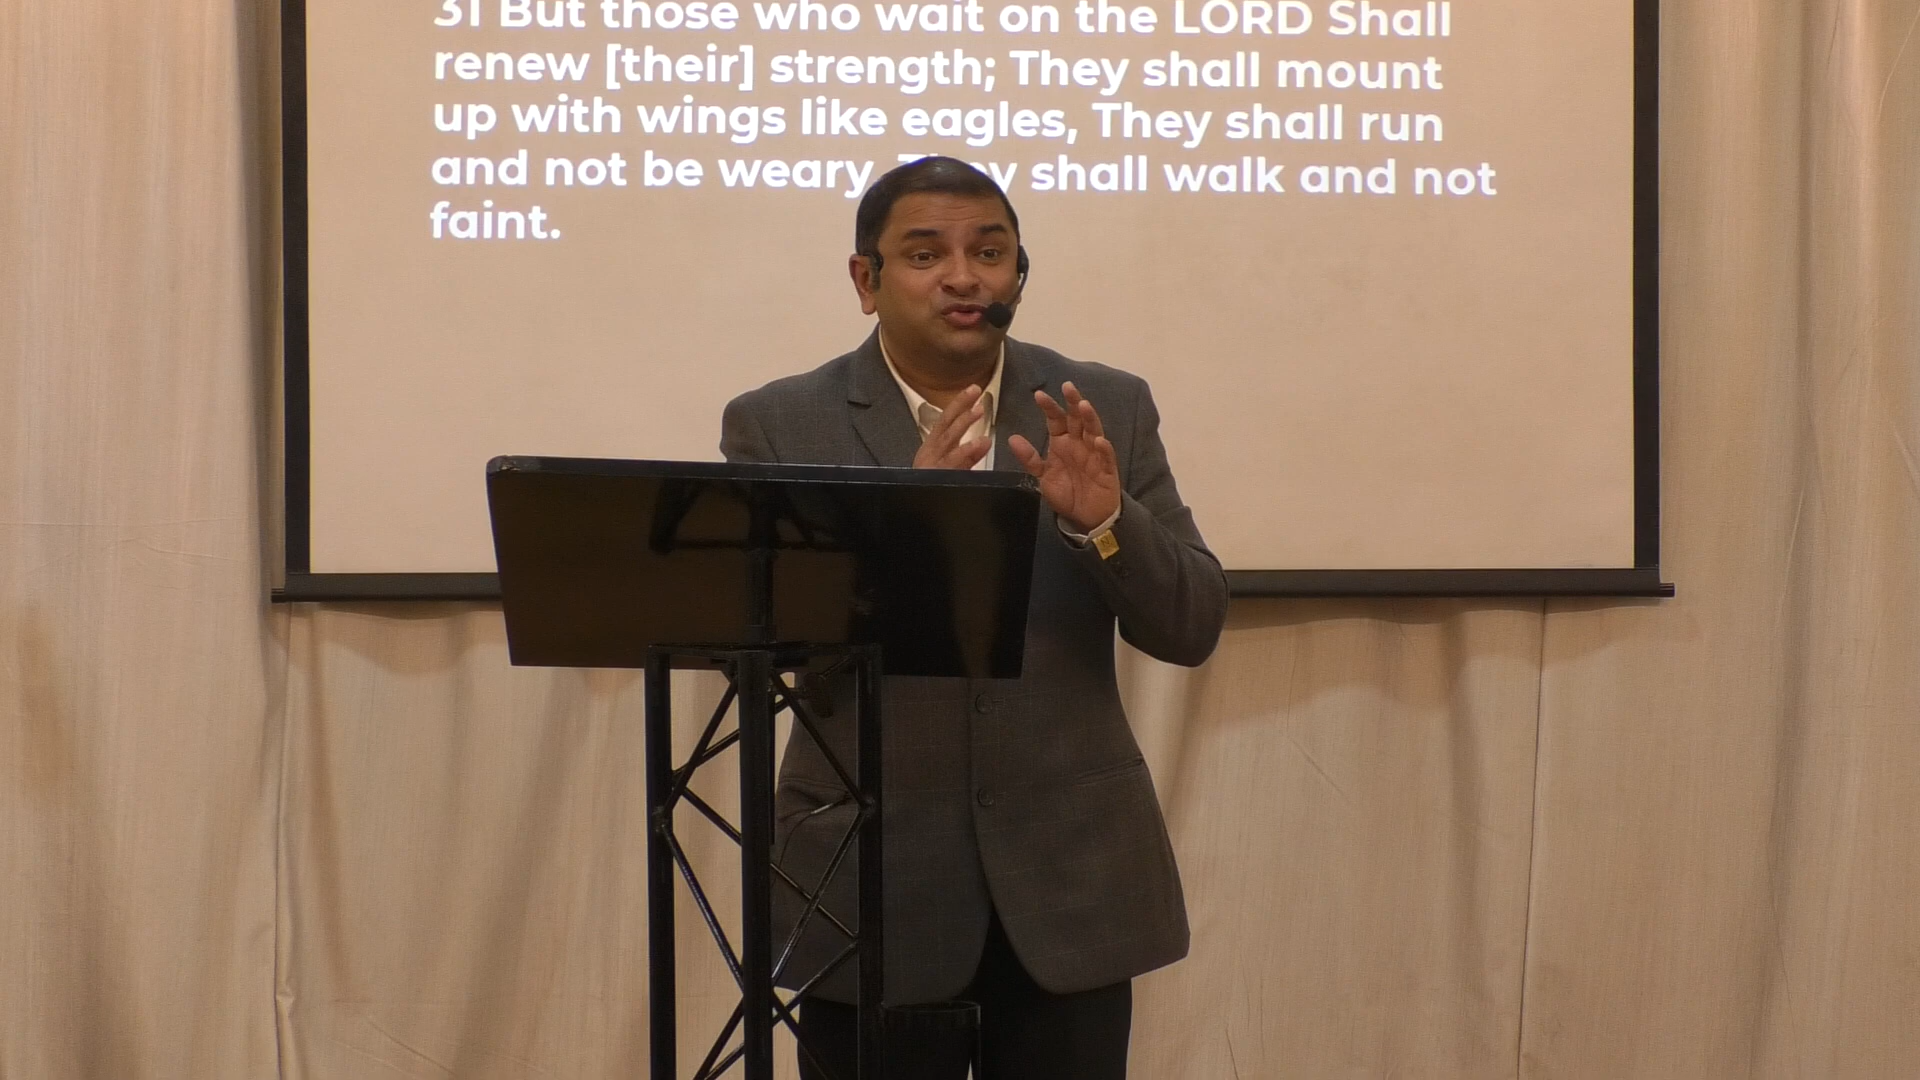 31 But those who wait on the LORD Shall
renew [their] strength; They shall mount
up with wings like eagles, They shall run
and not be weary, shall walk and not
faint.